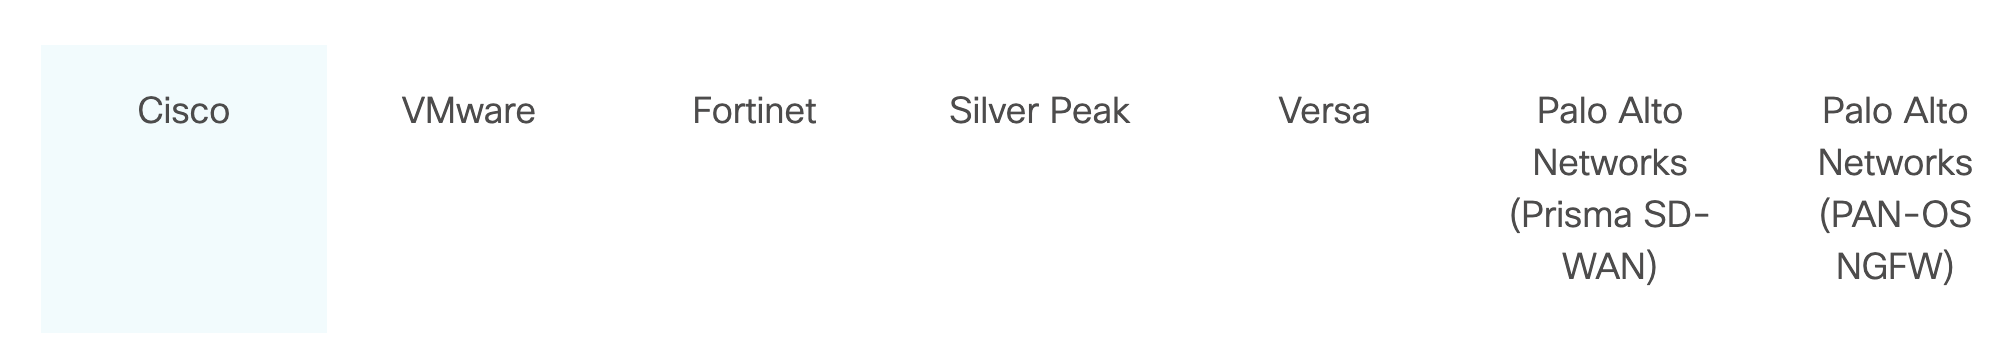 Cisco
VMware
Fortinet
Silver Peak
Versa
Palo Alto
Networks
(Prisma SD-
WAN)
Palo Alto
Networks
(PAN-OS
NGFW)